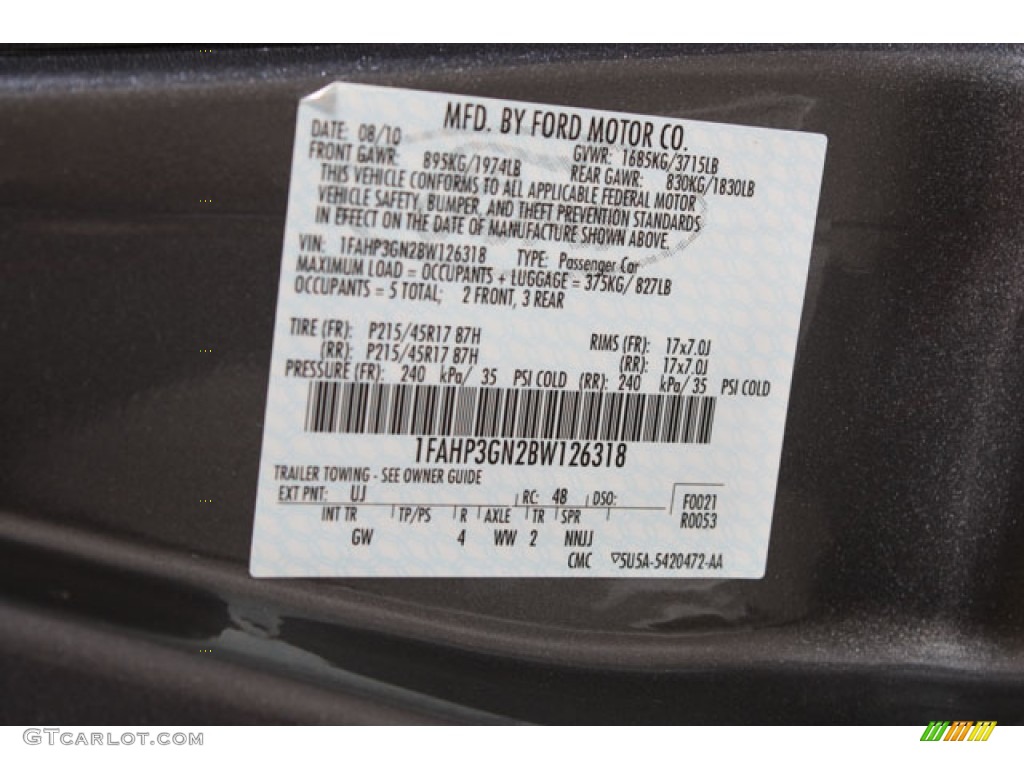 MFD. BY FORD MOTOR CO.
DATE: 08/10 GVWR: 1685KG/3715LB
FRONT GAWR: 895KG/1974LB REAR GAWR: 830KG/1830LB
THIS VEHICLE CONFORMS TO ALL APPLICABLE FEDERAL MOTOR
VEHICLE SAFETY, BUMPER, AND THEFT PREVENTION STANDARDS
IN EFFECT ON THE DATE OF MANUFACTURE SHOWN ABOVE.
VIN: 1FAHP3GN2BW126318 TYPE: Passenger Car
MAXIMUM LOAD = OCCUPANTS + LUGGAGE = 375KG/ 827LB
OCCUPANTS = 5 TOTAL; 2 FRONT, 3 REAR
TIRE (FR): P215/45R17 87H RIMS (FR): 17x7.0J
(RR): P215/45R17 87H (RR): 17x7.0J
PRESSURE (FR): 240 kPa/ 35 PSI COLD (RR): 240 kPa/ 35 PSI COLD
1FAHP3GN2BW126318
TRAILER TOWING - SEE OWNER GUIDE
EXT PNT: UJ RC: 48 DSO: F0021
R0053
INT TR TP/PS R AXLE TR SPR
GW 4 WW 2 NNJJ
CMC ▽5U5A-5420472-AA
GTcarlot.com